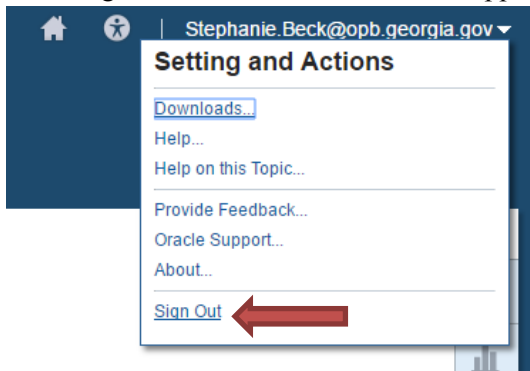 Stephanie.Beck@opb.georgia.gov
Setting and Actions
Downloads...
Help...
Help on this Topic...
Provide Feedback...
Oracle Support...
About...
Sign Out